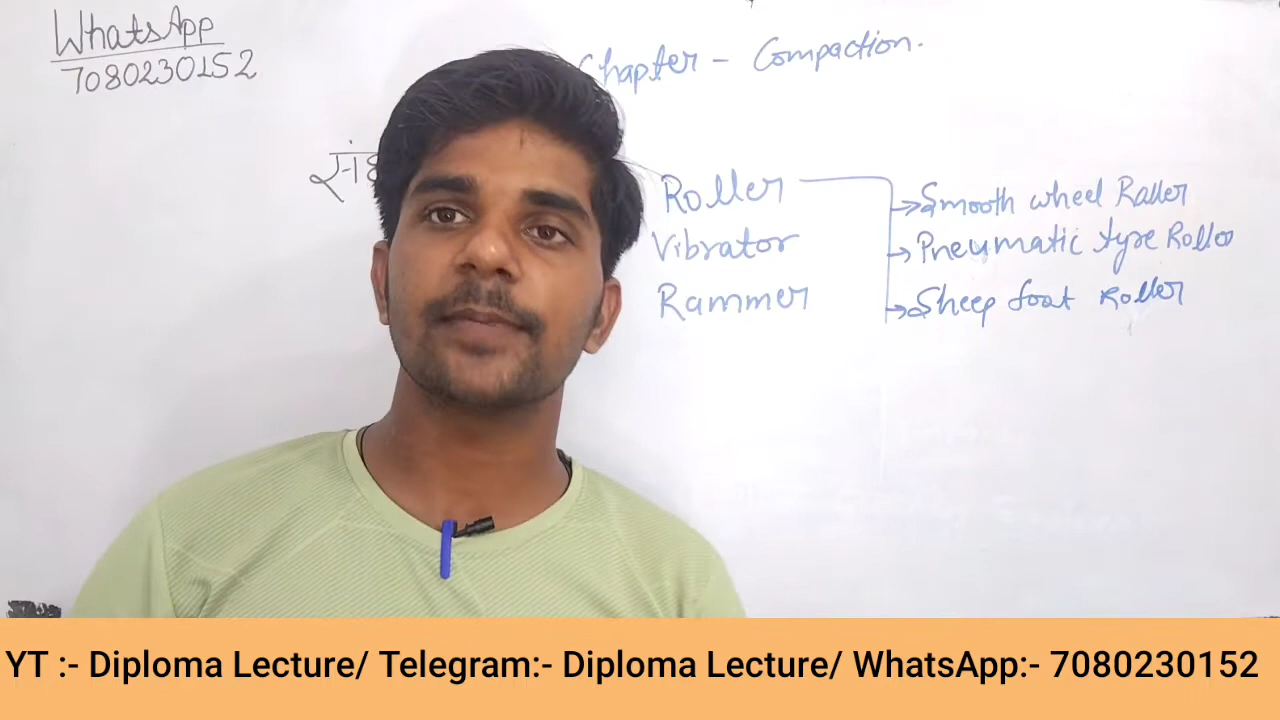 WhatsApp
7080230152
Chapter - Compaction.
Roller
Vibrator
Rammer
Smooth wheel Roller
Pneumatic tyre Roller
Sheep foot Roller
YT :- Diploma Lecture/ Telegram:- Diploma Lecture/ WhatsApp:- 7080230152